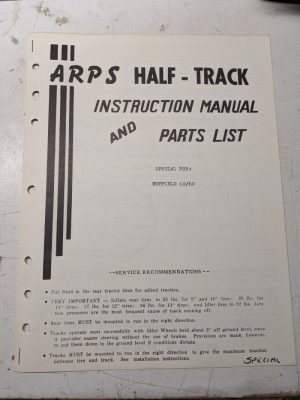 ARPS HALF - TRACK
INSTRUCTION MANUAL
AND
PARTS LIST
SPECIAL FOR:
NUFFIELD 10/60
--SERVICE RECOMMENDATIONS--
• Put fluid in the rear tractor tires for added traction.
• VERY IMPORTANT — Inflate rear tires to 25 lbs. for 9" and 10" tires; 20 lbs. for
11" tires; 17 lbs. for 12" tires; 16 lbs. for 13" tires; and Idler tires to 22 lbs. Low
tire pressures are the most frequent cause of track running off.
• Rear tires MUST be mounted to run in the right direction.
• Tracks operate most successfully with Idler Wheels held about 2" off ground level, since
it provides easier steering without the use of brakes. Provisions are made, however,
to put them down to the ground level if conditions dictate.
• Tracks MUST be mounted to run in the right direction to give the maximum traction
between tire and track. See installation instructions.
SPECIAL